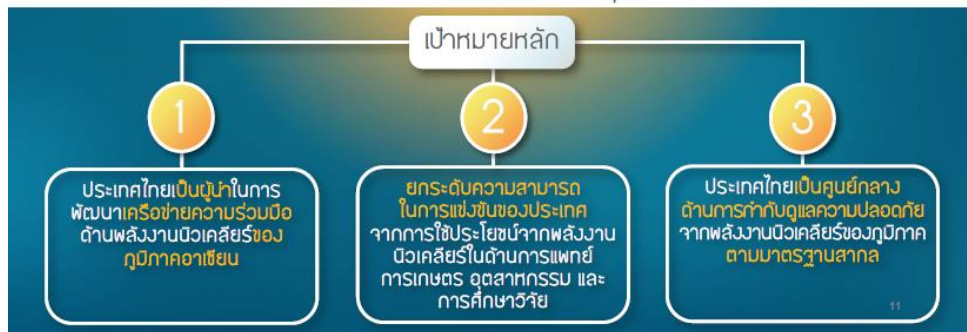 เป้าหมายหลัก
1
ประเทศไทยเป็นผู้นำในการ
พัฒนาเครือข่ายความร่วมมือ
ด้านพลังงานนิวเคลียร์ของ
ภูมิภาคอาเซียน
2
ยกระดับความสามารถ
ในการแข่งขันของประเทศ
จากการใช้ประโยชน์จากพลังงาน
นิวเคลียร์ในด้านการแพทย์
การเกษตร อุตสาหกรรม และ
การศึกษาวิจัย
3
ประเทศไทยเป็นศูนย์กลาง
ด้านการกำกับดูแลความปลอดภัย
จากพลังงานนิวเคลียร์ของภูมิภาค
ตามมาตรฐานสากล
11